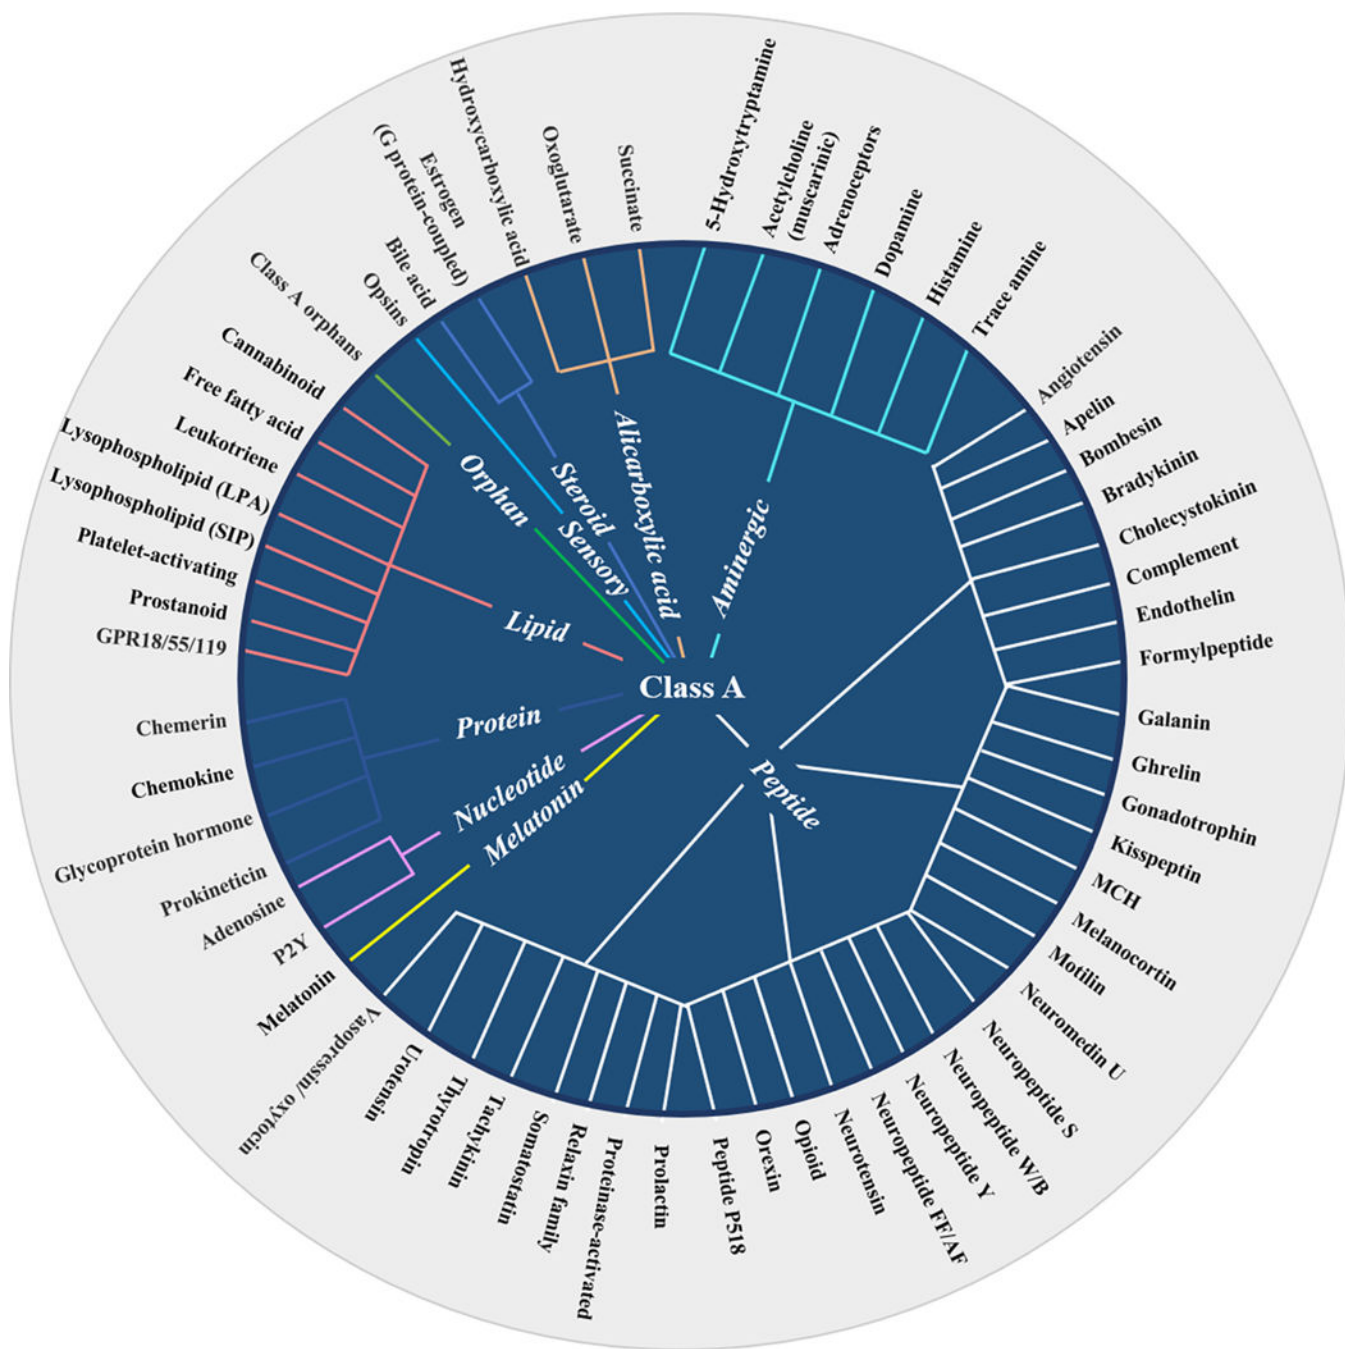 5-Hydroxytryptamine
Acetylcholine
(muscarinic)
Adrenoceptors
Dopamine
Histamine
Trace amine
Angiotensin
Apelin
Bombesin
Bradykinin
Cholecystokinin
Complement
Endothelin
Formylpeptide
Galanin
Ghrelin
Gonadotrophin
Kisspeptin
MCH
Melanocortin
Motilin
Neuromedin U
Neuropeptide S
Neuropeptide W/B
Neuropeptide Y
Neuropeptide FF/AF
Neurotensin
Opioid
Orexin
Peptide P518
Prolactin
Proteinase-activated
Relaxin family
Somatostatin
Tachykinin
Thyrotropin
Urotensin
Vasopressin/ oxytocin
Melatonin
P2Y
Adenosine
Prokineticin
Glycoprotein hormone
Chemokine
Chemerin
GPR18/55/119
Prostanoid
Platelet-activating
Lysophospholipid (SIP)
Lysophospholipid (LPA)
Leukotriene
Free fatty acid
Cannabinoid
Class A orphans
Opsins
Bile acid
Estrogen
(G protein-coupled)
Hydroxycarboxylic acid
Oxoglutarate
Succinate
Aminergic
Peptide
Melatonin
Nucleotide
Protein
Lipid
Orphan
Sensory
Steroid
Alicarboxylic acid
Class A